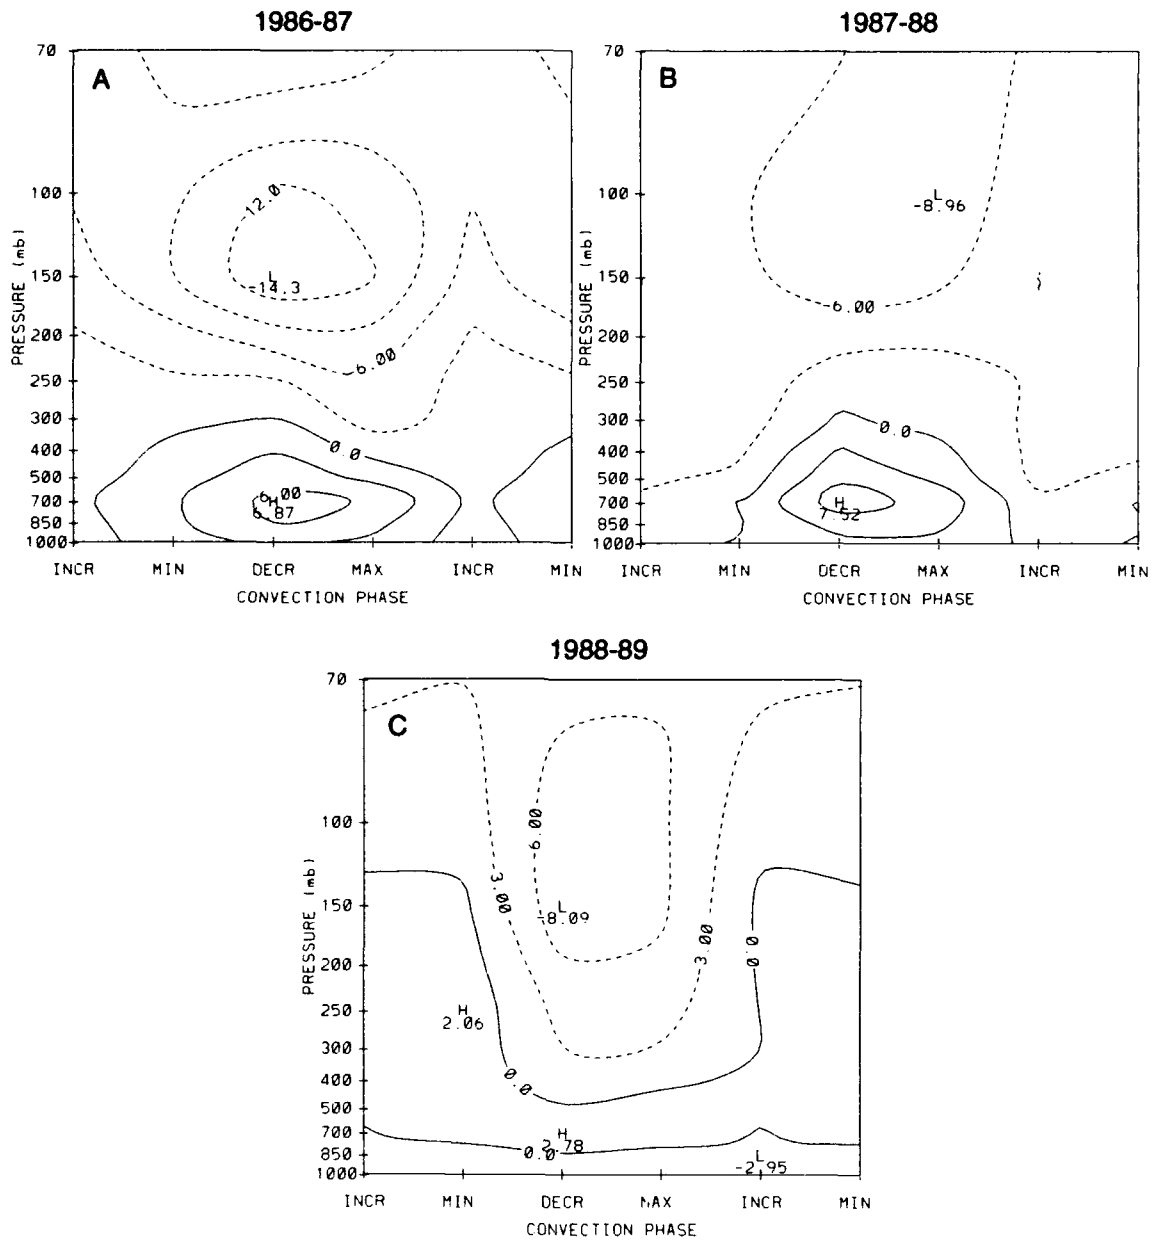 1986-87
A
70
100
150
200
250
300
400
500
700
850
1000
PRESSURE (mb)
-12.0
L
-14.3
-6.00
0.0
6.00
H
6.87
INCR MIN DECR MAX INCR MIN
CONVECTION PHASE
1987-88
B
70
100
150
200
250
300
400
500
700
850
1000
PRESSURE (mb)
L
-8.96
-6.00
0.0
H
7.52
INCR MIN DECR MAX INCR MIN
CONVECTION PHASE
1988-89
C
70
100
150
200
250
300
400
500
700
850
1000
PRESSURE (mb)
6.00
3.00
L
-8.09
3.00
0.0
H
2.06
0.0
H
2.78
0.0
L
-2.95
INCR MIN DECR MAX INCR MIN
CONVECTION PHASE